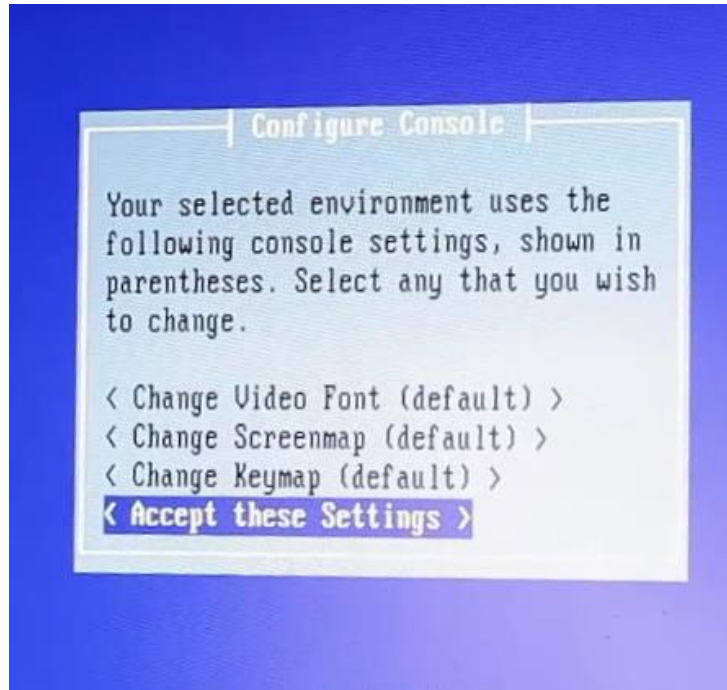 Configure Console
Your selected environment uses the
following console settings, shown in
parentheses. Select any that you wish
to change.
< Change Video Font (default) >
< Change Screenmap (default) >
< Change Keymap (default) >
< Accept these Settings >